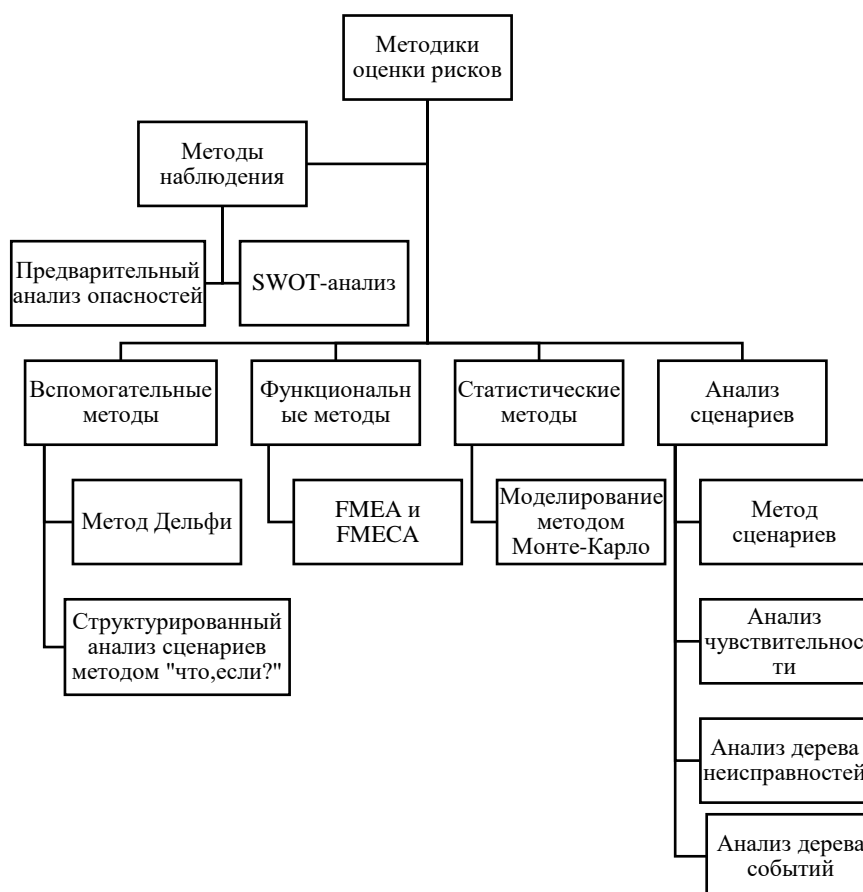 Методики
оценки рисков
Методы
наблюдения
Предварительный
анализ опасностей
SWOT-анализ
Вспомогательные
методы
Функциональн
ые методы
Статистические
методы
Анализ
сценариев
Метод Дельфи
FMEA и
FMECA
Моделирование
методом
Монте-Карло
Метод
сценариев
Структурированный
анализ сценариев
методом "что,если?"
Анализ
чувствительнос
ти
Анализ дерева
неисправностей
Анализ дерева
событий